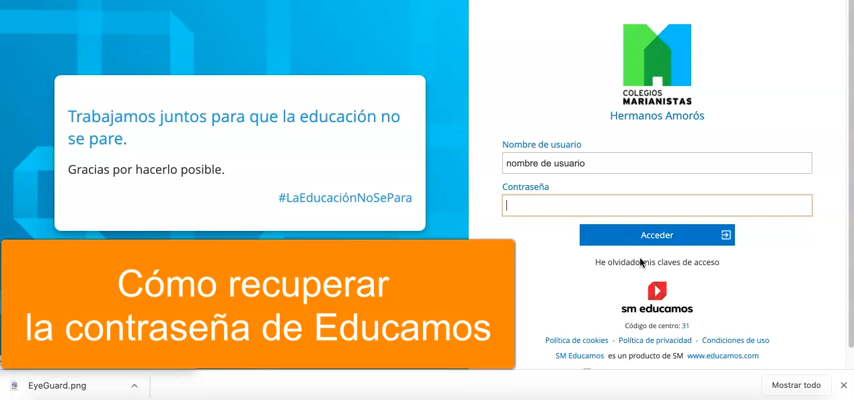 Trabajamos juntos para que la educación no
se pare.
Gracias por hacerlo posible.
#LaEducaciónNoSePara
Cómo recuperar
la contraseña de Educamos
COLEGIOS
MARIANISTAS
Hermanos Amorós
Nombre de usuario
nombre de usuario
Contraseña
Acceder
He olvidado mis claves de acceso
sm educamos
Código de centro: 31
Política de cookies - Política de privacidad - Condiciones de uso
SM Educamos es un producto de SM www.educamos.com
EyeGuard.png
Mostrar todo